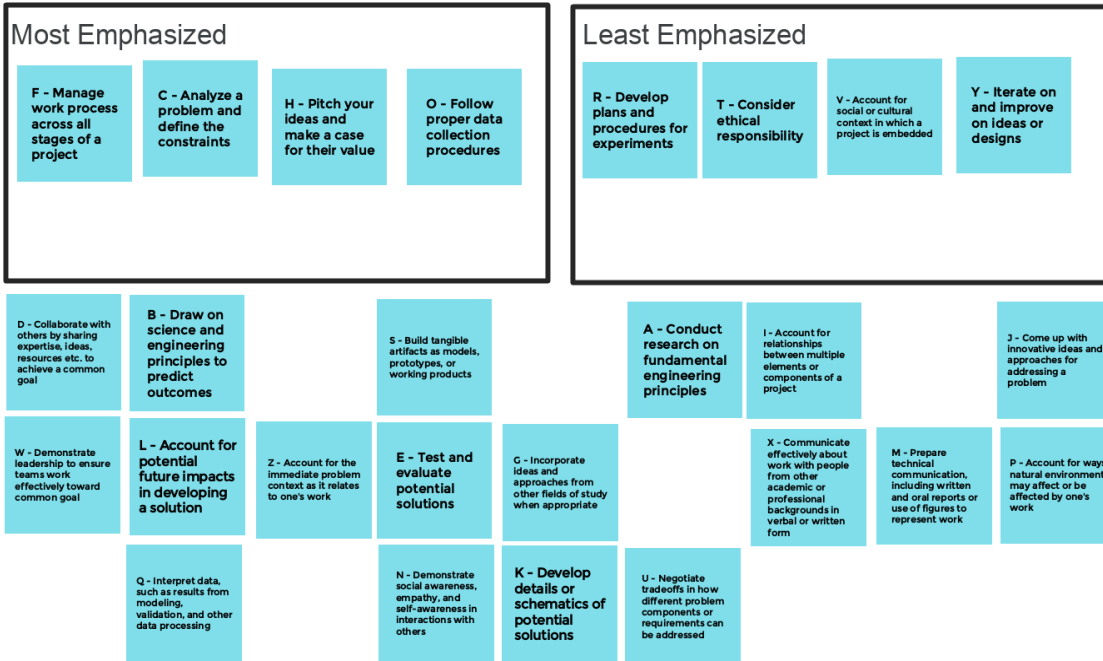 Most Emphasized
F - Manage
work process
across all
stages of a
project
C - Analyze a
problem and
define the
constraints
H - Pitch your
ideas and
make a case
for their value
O - Follow
proper data
collection
procedures
Least Emphasized
R - Develop
plans and
procedures for
experiments
T - Consider
ethical
responsibility
V - Account for
social or cultural
context in which a
project is embedded
Y - Iterate on
and improve
on ideas or
designs
D - Collaborate with
others by sharing
expertise, ideas,
resources etc. to
achieve a common
goal
B - Draw on
science and
engineering
principles to
predict
outcomes
S - Build tangible
artifacts as models,
prototypes, or
working products
A - Conduct
research on
fundamental
engineering
principles
I - Account for
relationships
between multiple
elements or
components of a
project
J - Come up with
innovative ideas and
approaches for
addressing a
problem
W - Demonstrate
leadership to ensure
teams work
effectively toward
common goal
L - Account for
potential
future impacts
in developing
a solution
Z - Account for the
immediate problem
context as it relates
to one's work
E - Test and
evaluate
potential
solutions
G - Incorporate
ideas and
approaches from
other fields of study
when appropriate
X - Communicate
effectively about
work with people
from other
academic or
professional
backgrounds in
verbal or written
form
M - Prepare
technical
communication,
including written
and oral reports or
use of figures to
represent work
P - Account for ways
natural environment
may affect or be
affected by one's
work
Q - Interpret data,
such as results from
modeling,
validation, and other
data processing
N - Demonstrate
social awareness,
empathy, and
self-awareness in
interactions with
others
K - Develop
details or
schematics of
potential
solutions
U - Negotiate
tradeoffs in how
different problem
components or
requirements can
be addressed